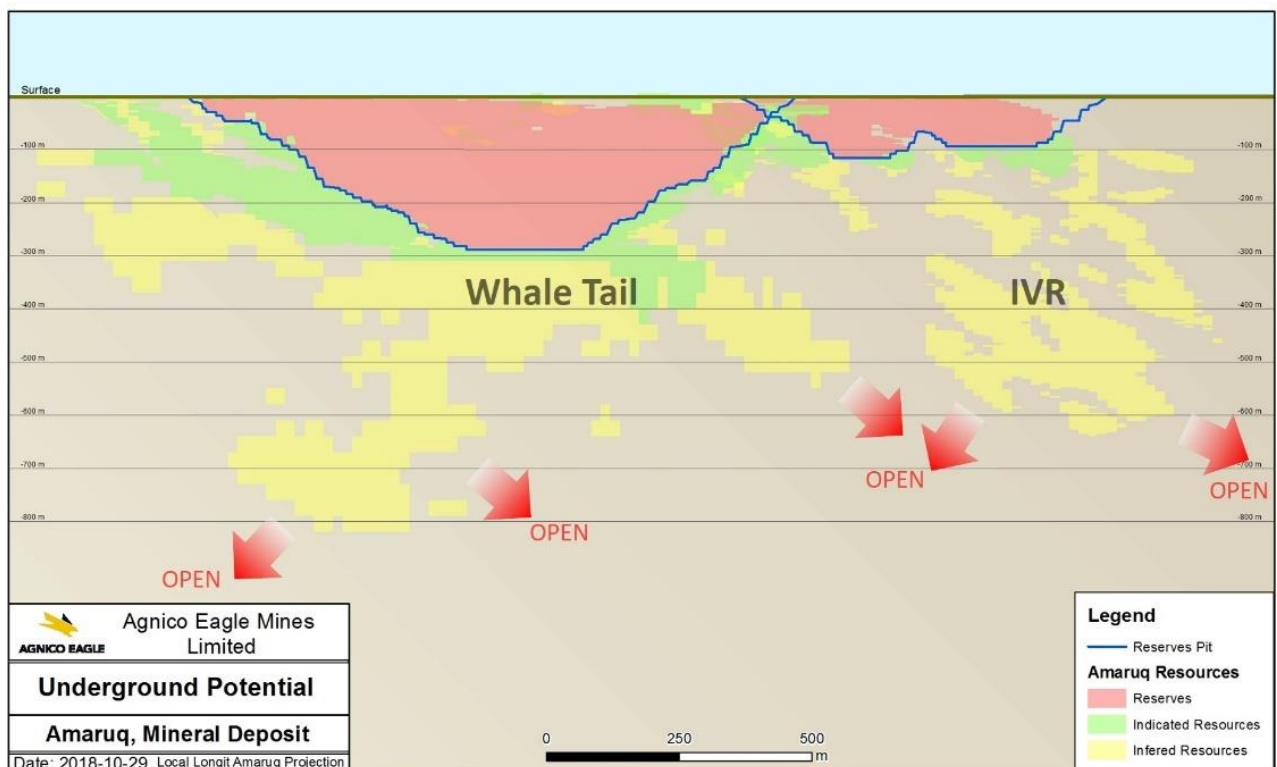 Surface
-100 m
-100 m
-200 m
-200 m
-300 m
-300 m
Whale Tail
IVR
-400 m
-400 m
-500 m
-500 m
-600 m
-600 m
-700 m
-700 m
OPEN
OPEN
-800 m
-800 m
OPEN
OPEN
AGNICO EAGLE
Agnico Eagle Mines
Limited
Underground Potential
Amaruq, Mineral Deposit
Date: 2018-10-29 Local Longit Amaruq Projection
0 250 500
m
Legend
Reserves Pit
Amaruq Resources
Reserves
Indicated Resources
Infered Resources